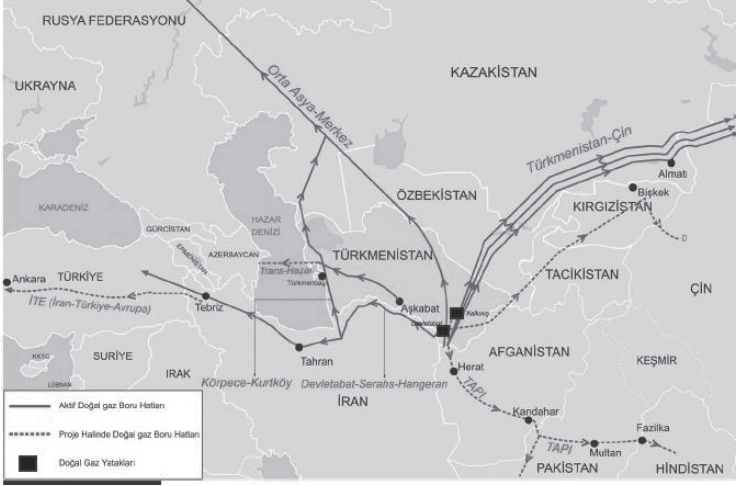 RUSYA FEDERASYONU
UKRAYNA
KAZAKİSTAN
Orta Asya-Merkez
Türkmenistan-Çin
Almatı
Bişkek
KIRGIZİSTAN
ÖZBEKİSTAN
KARADENİZ
HAZAR
DENİZİ
GÜRCİSTAN
ERMENİSTAN
AZERBAYCAN
TÜRKMENİSTAN
Trans-Hazar
Türkmenbaşı
TACİKİSTAN
ÇİN
Ankara
TÜRKİYE
İTE (İran-Türkiye-Avrupa)
Tebriz
Aşkabat
Kalkınış
Devletabat
Tahran
AFGANİSTAN
KEŞMİR
KKTC
SURİYE
LÜBNAN
IRAK
Körpece-Kurtköy
Devletabat-Serahs-Hangeran
İRAN
Herat
TAPI
Kandahar
TAPI
Multan
Fazilka
PAKİSTAN
HİNDİSTAN
Aktif Doğal gaz Boru Hatları
Proje Halinde Doğal gaz Boru Hatları
Doğal Gaz Yatakları